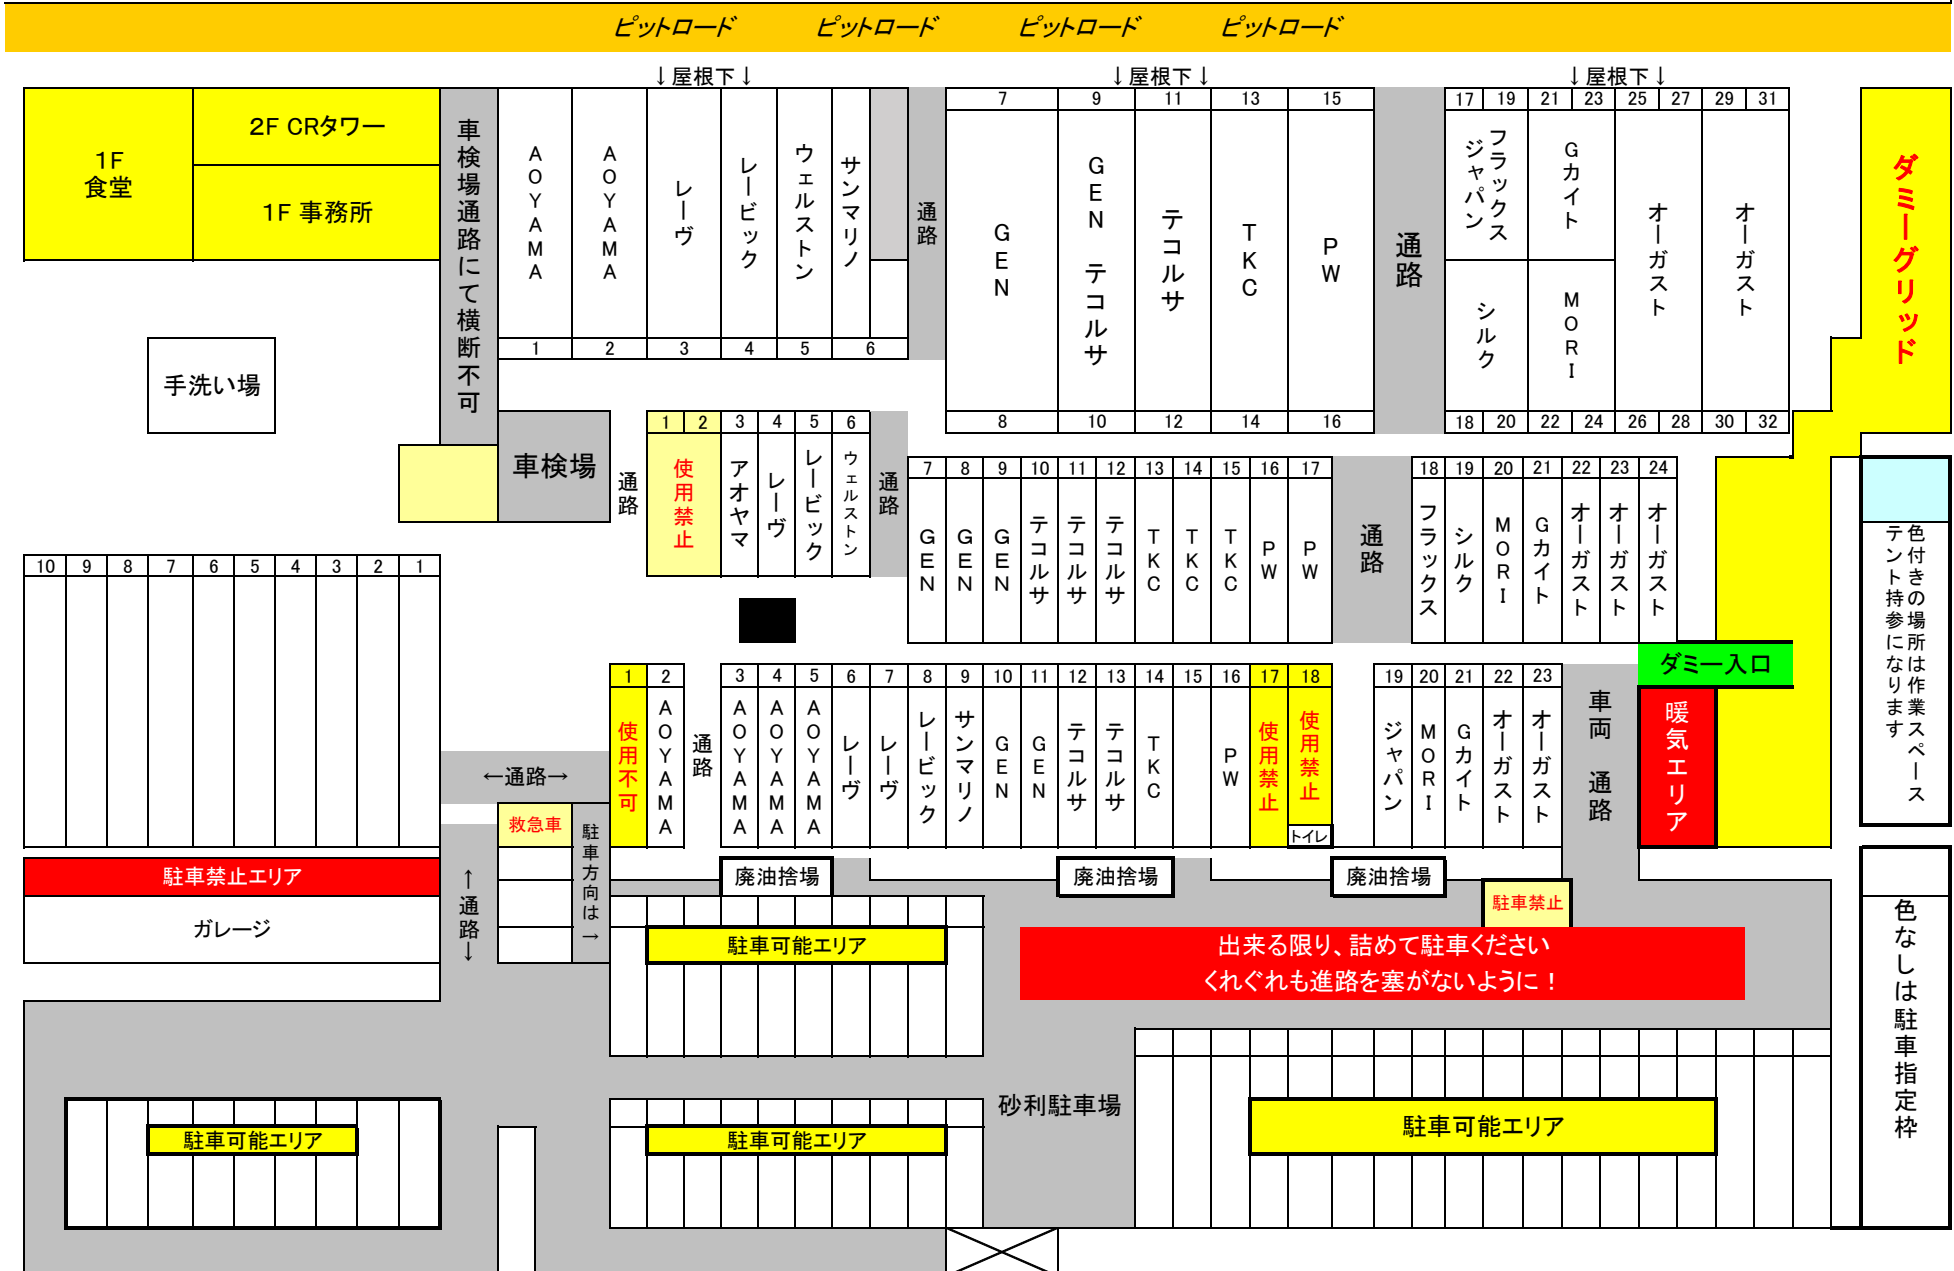 ピットロード ピットロード ピットロード ピットロード
↓屋根下↓ ↓屋根下↓ ↓屋根下↓
1F
食堂
2F CRタワー
1F 事務所
車検場通路にて横断不可
AOYAMA
AOYAMA
レーヴ
レービック
ウェルストン
サンマリノ
1 2 3 4 5 6
通路
7 9 11 13 15
GEN
GEN テコルサ
テコルサ
TKC
PW
8 10 12 14 16
通路
17 19 21 23 25 27 29 31
フラックス
ジャパン
Gカイト
オーガスト
オーガスト
シルク
MORI
18 20 22 24 26 28 30 32
ダミーグリッド
手洗い場
車検場
通路
1 2 3 4 5 6
使用禁止
アオヤマ
レーヴ
レービック
ウェルストン
通路
7 8 9 10 11 12 13 14 15 16 17
GEN
GEN
GEN
テコルサ
テコルサ
テコルサ
TKC
TKC
TKC
PW
PW
通路
18 19 20 21 22 23 24
フラックス
シルク
MORI
Gカイト
オーガスト
オーガスト
オーガスト
色付きの場所は作業スペース
テント持参になります
10 9 8 7 6 5 4 3 2 1
1 2
使用不可
AOYAMA
通路
3 4 5 6 7 8 9 10 11 12 13 14 15 16 17 18
AOYAMA
AOYAMA
AOYAMA
レーヴ
レーヴ
レービック
サンマリノ
GEN
GEN
テコルサ
テコルサ
TKC
PW
使用禁止
使用禁止
トイレ
19 20 21 22 23
ジャパン
MORI
Gカイト
オーガスト
オーガスト
車両 通路
ダミー入口
暖気エリア
←通路→
救急車
駐車方向は→
↑通路↓
駐車禁止エリア
ガレージ
廃油捨場
廃油捨場
廃油捨場
駐車禁止
駐車可能エリア
出来る限り、詰めて駐車ください
くれぐれも進路を塞がないように！
色なしは駐車指定枠
砂利駐車場
駐車可能エリア
駐車可能エリア
駐車可能エリア